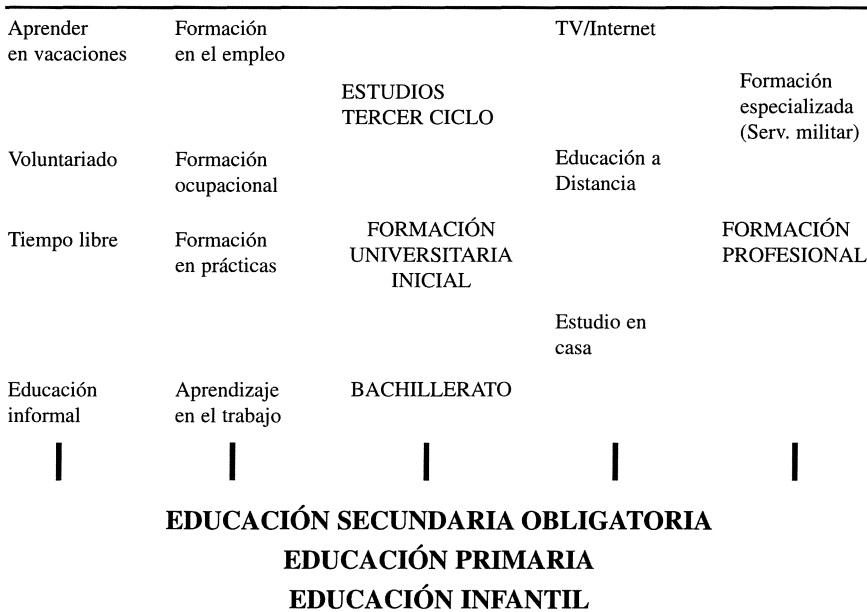 Aprender
en vacaciones
Formación
en el empleo
TV/Internet
ESTUDIOS
TERCER CICLO
Formación
especializada
(Serv. militar)
Voluntariado
Formación
ocupacional
Educación a
Distancia
Tiempo libre
Formación
en prácticas
FORMACIÓN
UNIVERSITARIA
INICIAL
FORMACIÓN
PROFESIONAL
Estudio en
casa
Educación
informal
Aprendizaje
en el trabajo
BACHILLERATO
EDUCACIÓN SECUNDARIA OBLIGATORIA
EDUCACIÓN PRIMARIA
EDUCACIÓN INFANTIL